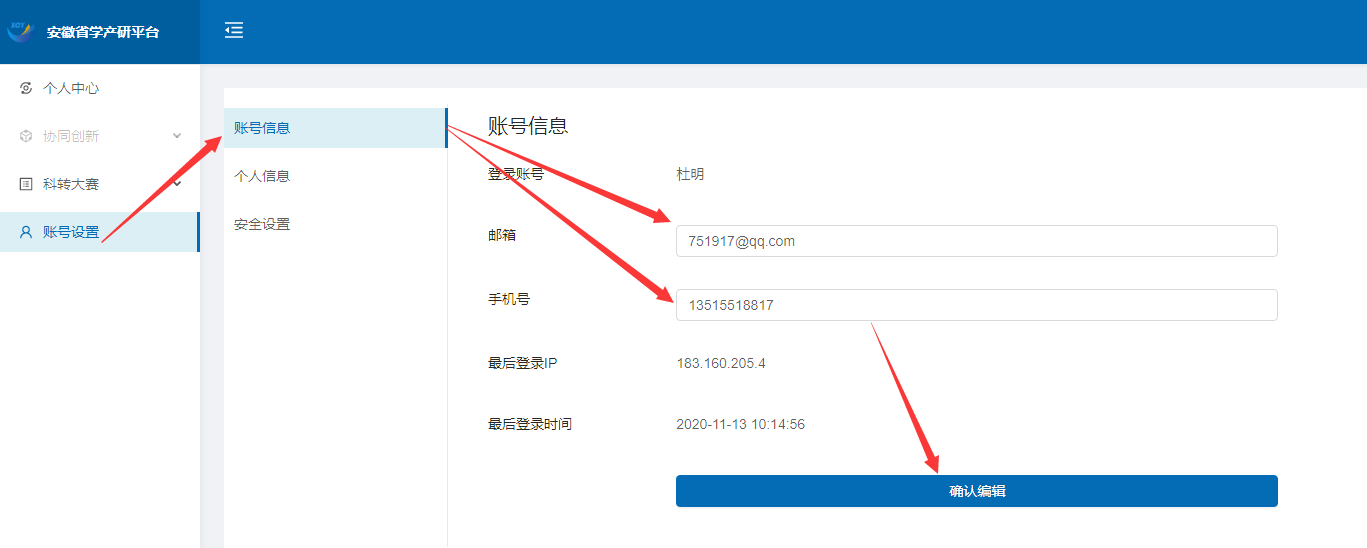 XCY
安徽省学产研平台
个人中心
协同创新
科转大赛
账号设置
账号信息
个人信息
安全设置
账号信息
登录账号 杜明
邮箱 751917@qq.com
手机号 13515518817
最后登录IP 183.160.205.4
最后登录时间 2020-11-13 10:14:56
确认编辑